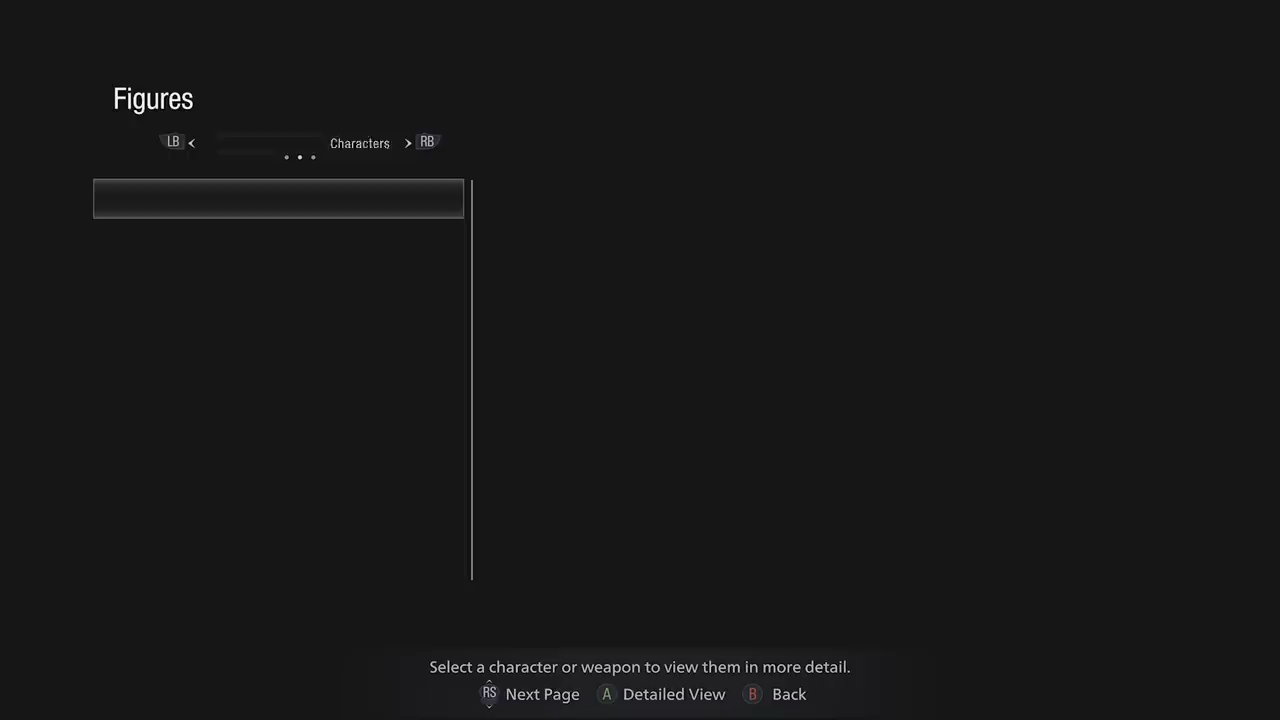 Figures
LB < Characters > RB
Select a character or weapon to view them in more detail.
RS Next Page A Detailed View B Back